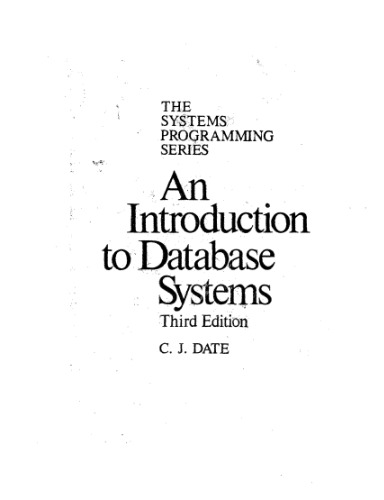 THE
SYSTEMS
PROGRAMMING
SERIES
An
Introduction
to Database
Systems
Third Edition
C. J. DATE